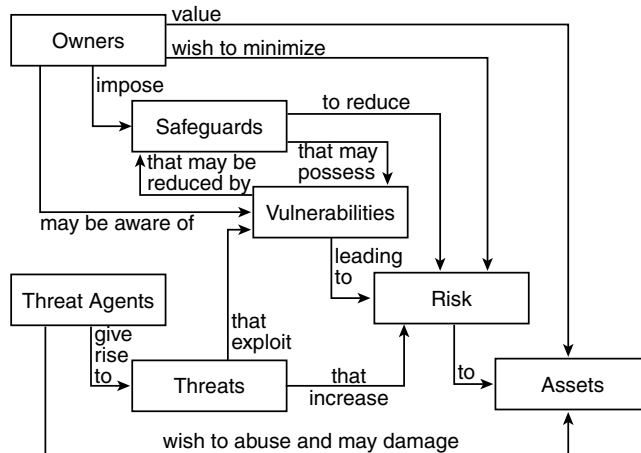 value
Owners
wish to minimize
impose
to reduce
Safeguards
that may be
reduced by
that may
possess
Vulnerabilities
may be aware of
leading
to
Threat Agents
Risk
give
rise
to
that
exploit
Threats
that
increase
to
Assets
wish to abuse and may damage